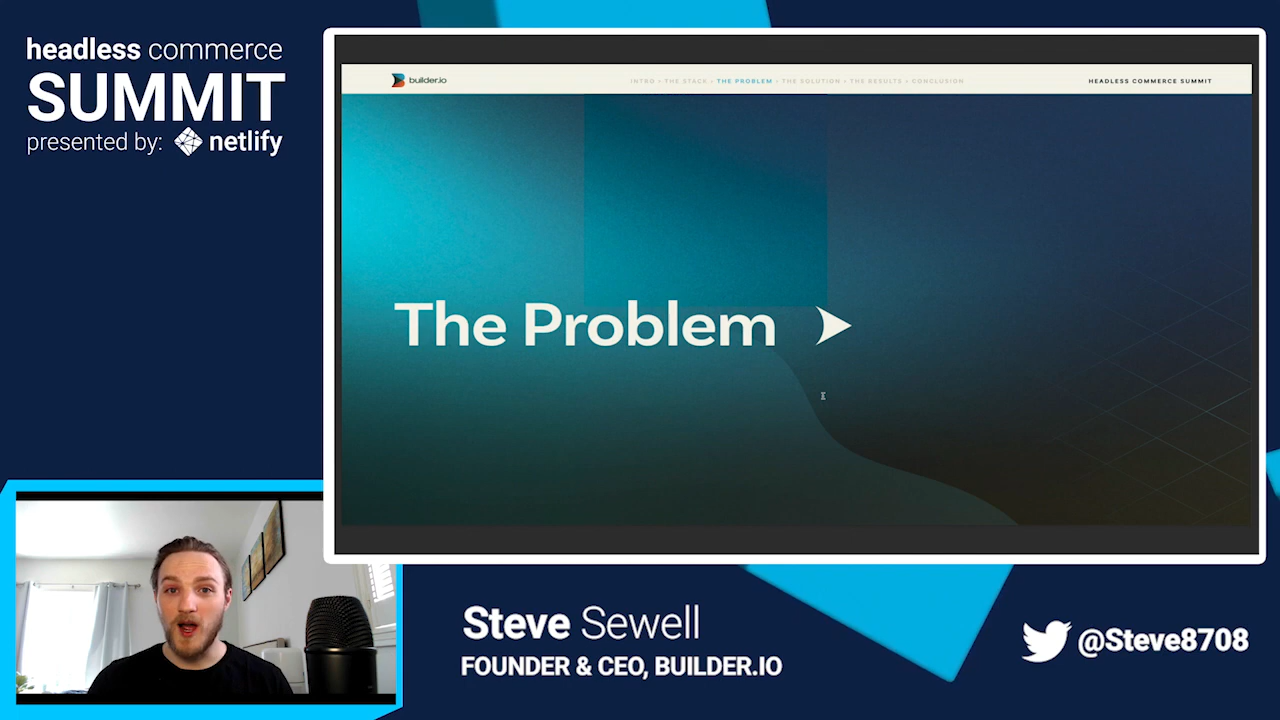 headless commerce
SUMMIT
presented by: netlify
builder.io
INTRO • THE STACK • THE PROBLEM • THE SOLUTION • THE RESULTS • CONCLUSION
HEADLESS COMMERCE SUMMIT
The Problem
Steve Sewell
FOUNDER & CEO, BUILDER.IO
@Steve8708